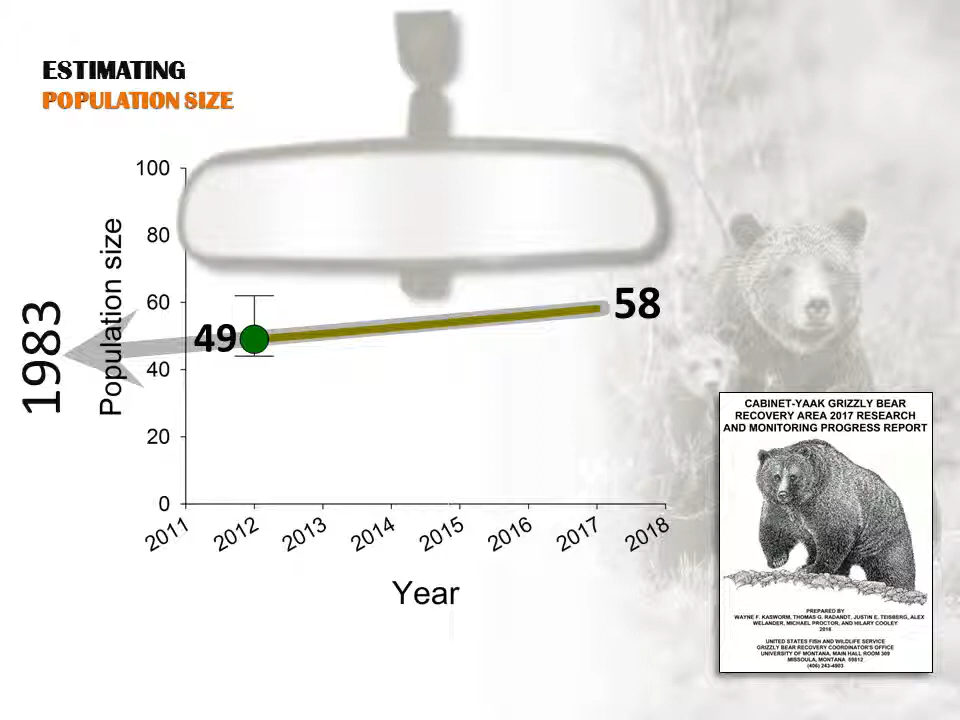 ESTIMATING
POPULATION SIZE
100
80
60
40
20
0
Population size
1983
49
58
2011
2012
2013
2014
2015
2016
2017
2018
Year
CABINET-YAAK GRIZZLY BEAR
RECOVERY AREA 2017 RESEARCH
AND MONITORING PROGRESS REPORT
PREPARED BY
WAYNE F. KASWORM, THOMAS G. RADANDT, JUSTIN E. TEISBERG, ALEX
WELANDER, MICHAEL PROCTOR, AND HILARY COOLEY
2018
UNITED STATES FISH AND WILDLIFE SERVICE
GRIZZLY BEAR RECOVERY COORDINATOR'S OFFICE
UNIVERSITY OF MONTANA, MAIN HALL ROOM 309
MISSOULA, MONTANA 59812
(406) 243-4903